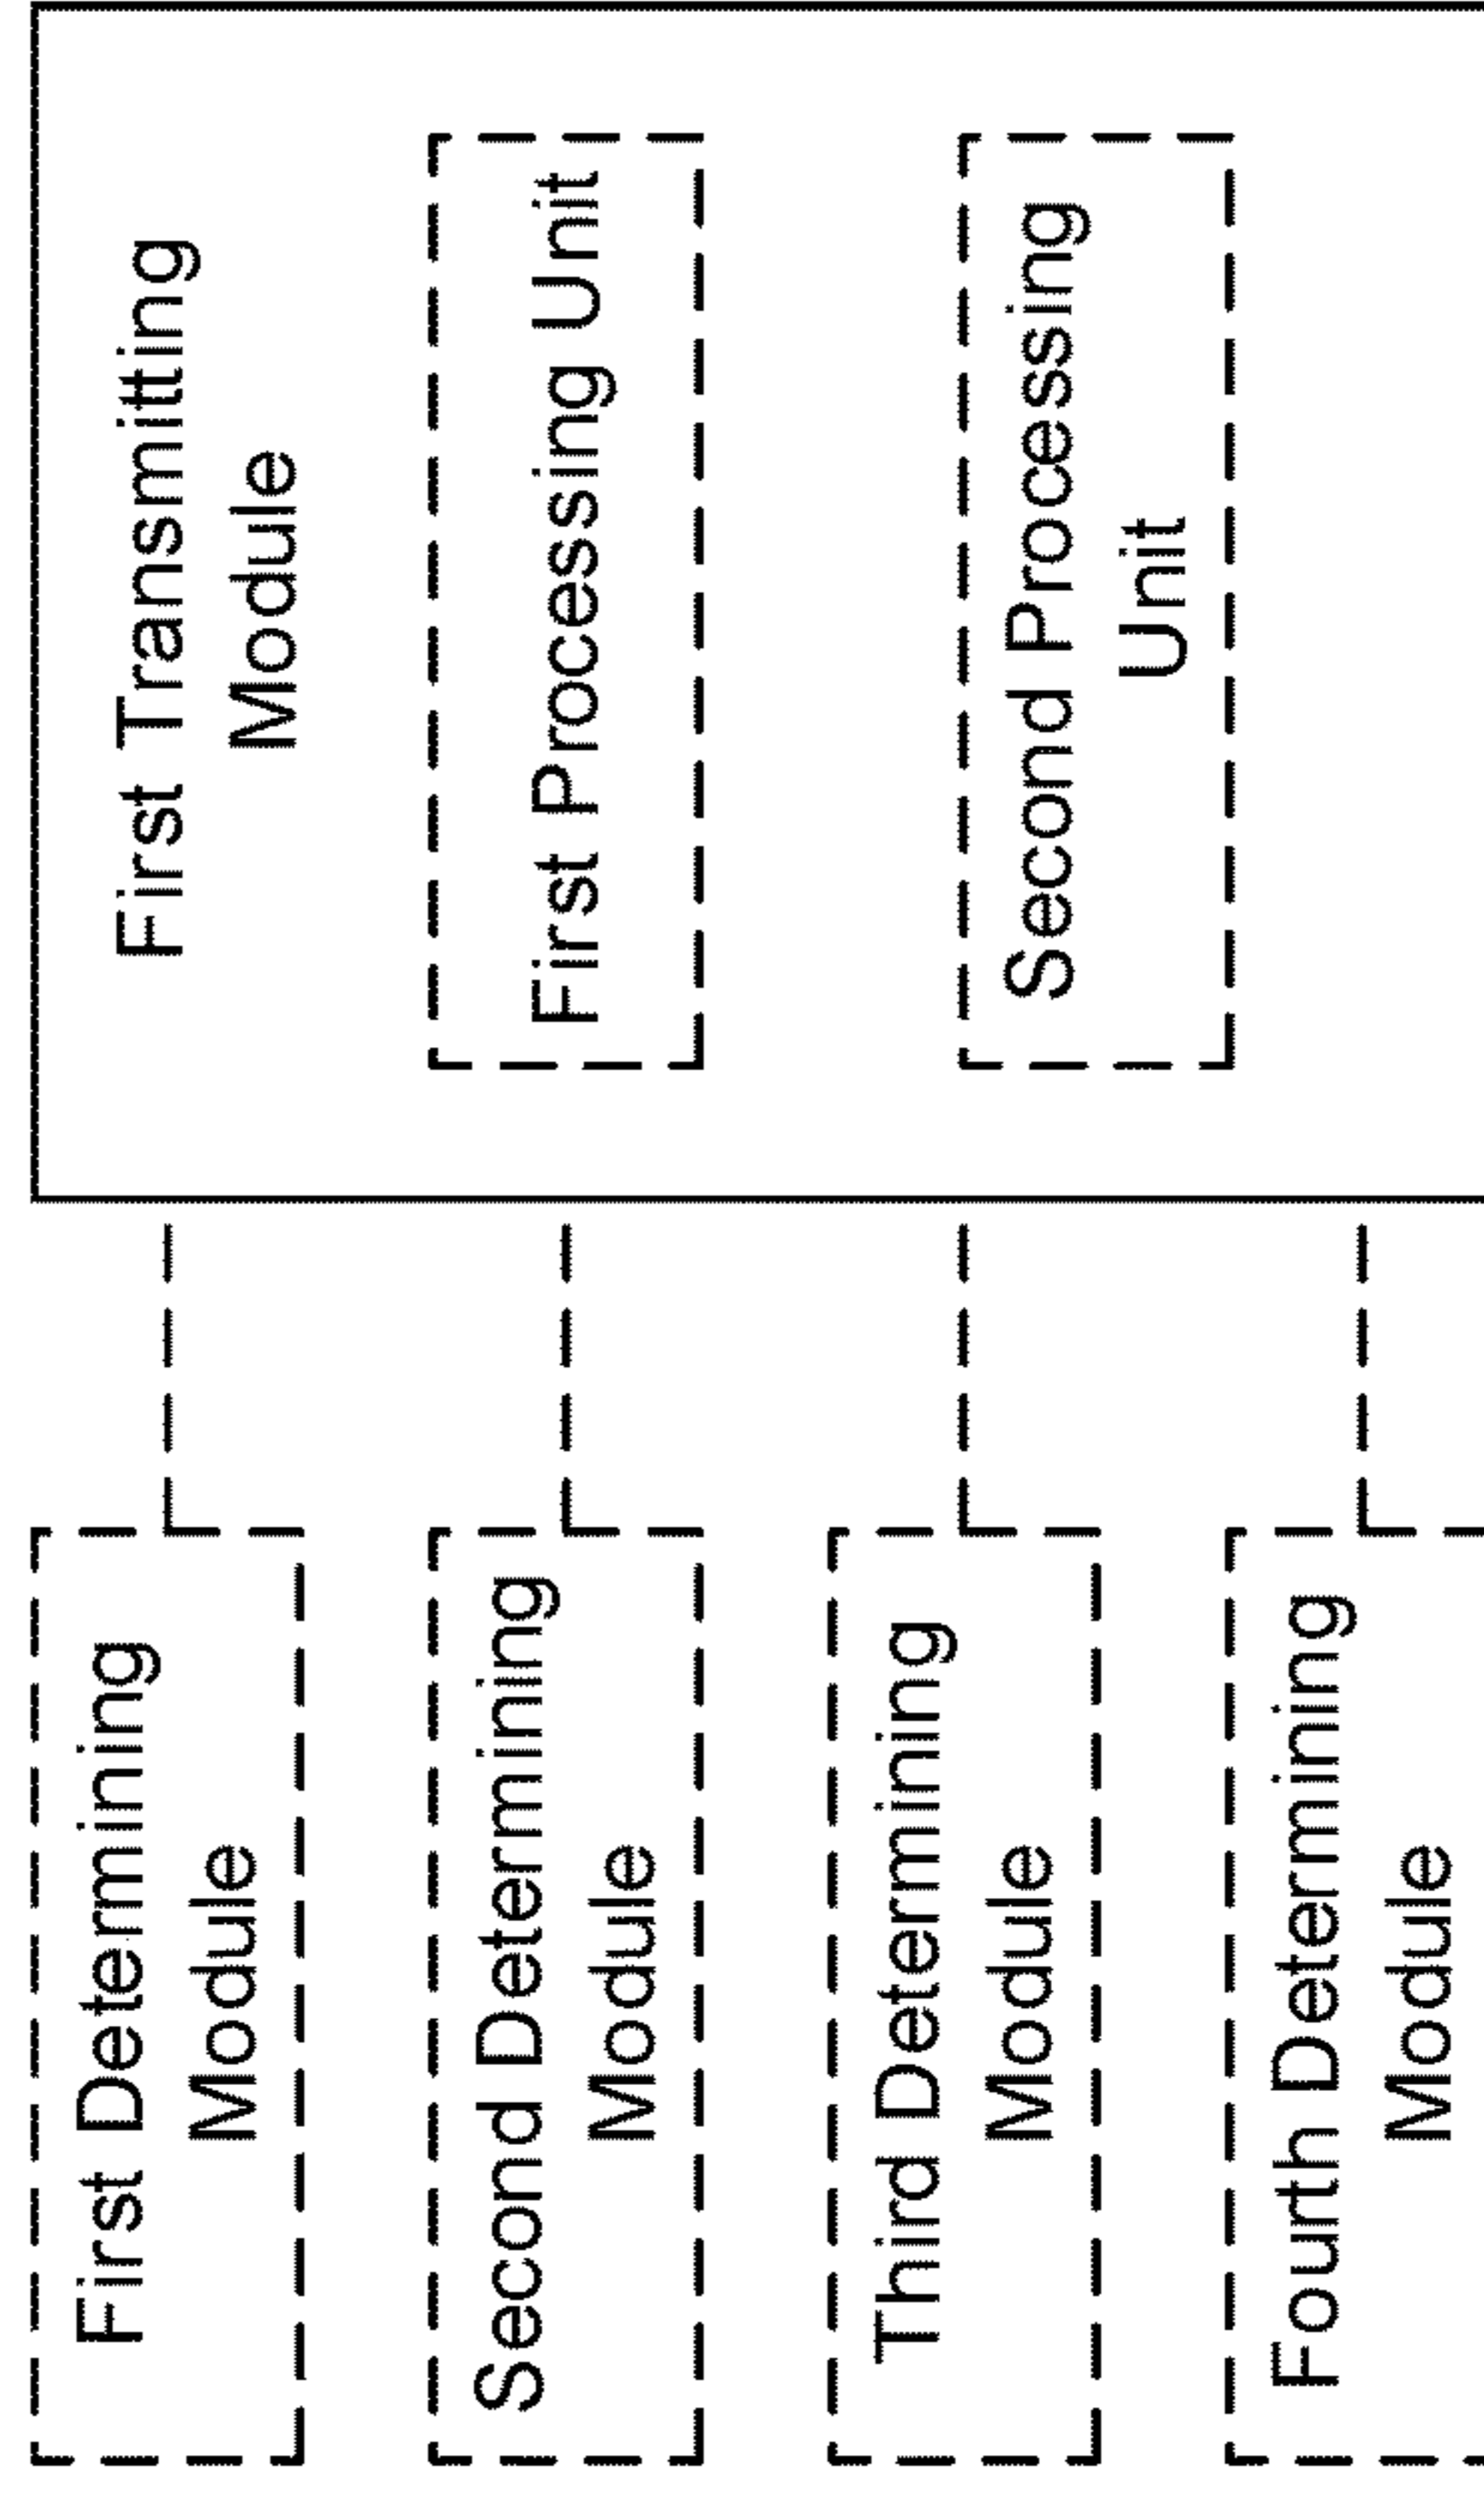 First Transmitting
Module
First Processing Unit
Second Processing
Unit
First Determining
Module
Second Determining
Module
Third Determining
Module
Fourth Determining
Module